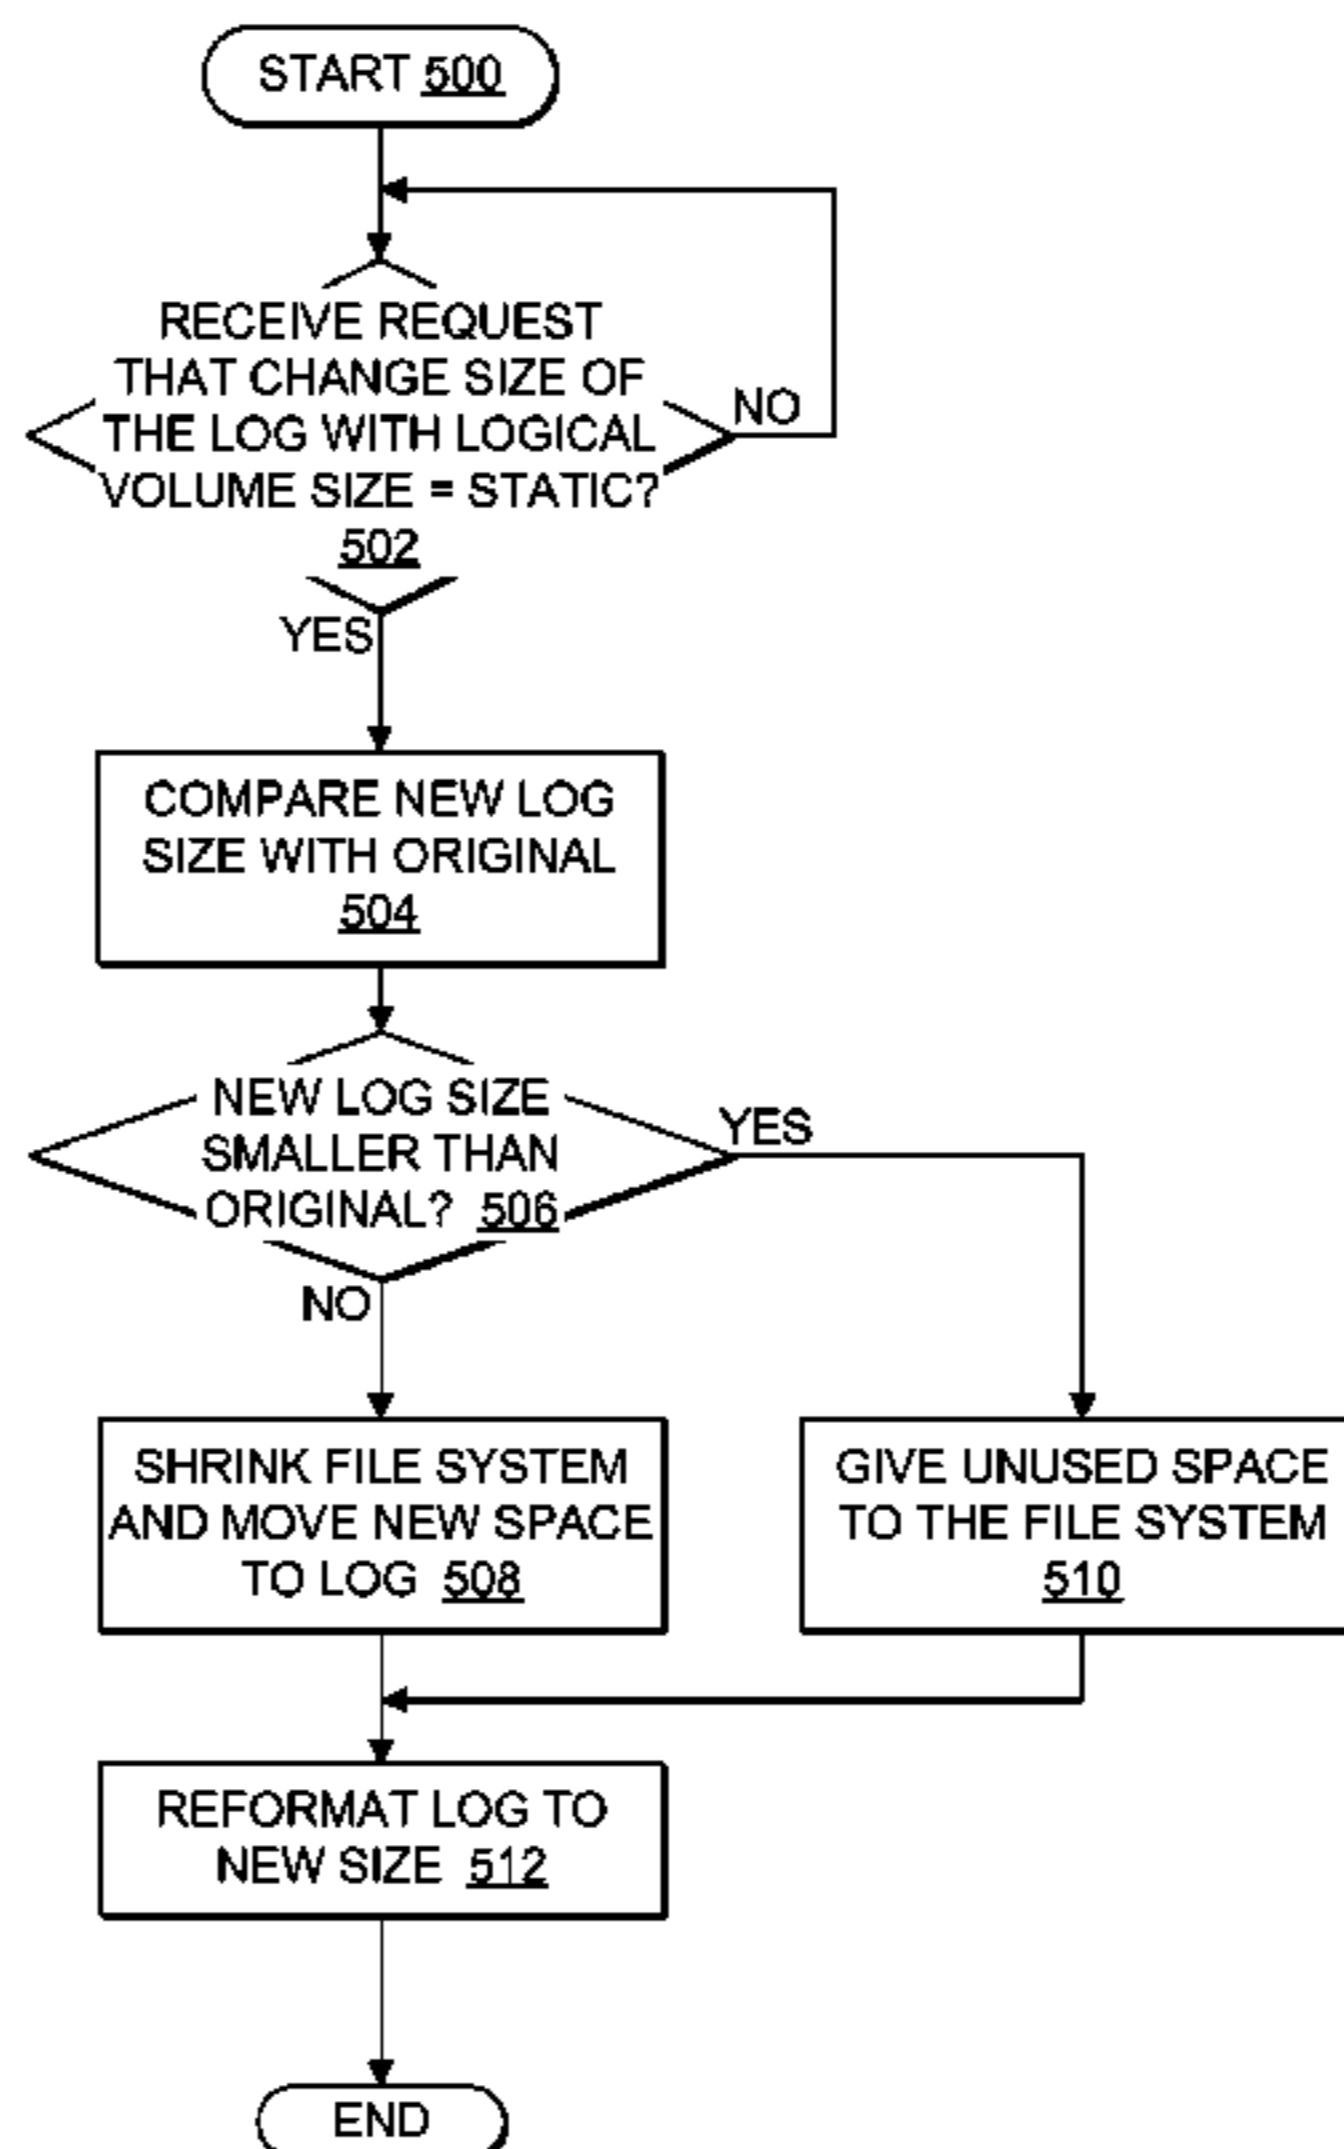 START 500
RECEIVE REQUEST
THAT CHANGE SIZE OF
THE LOG WITH LOGICAL
VOLUME SIZE = STATIC?
502
NO
YES
COMPARE NEW LOG
SIZE WITH ORIGINAL
504
NEW LOG SIZE
SMALLER THAN
ORIGINAL? 506
YES
NO
SHRINK FILE SYSTEM
AND MOVE NEW SPACE
TO LOG 508
GIVE UNUSED SPACE
TO THE FILE SYSTEM
510
REFORMAT LOG TO
NEW SIZE 512
END